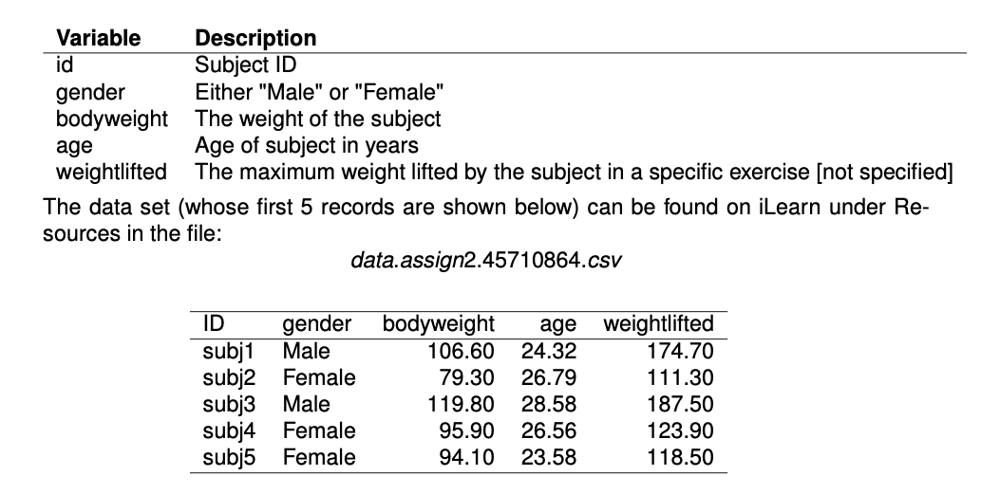 Variable Description
id Subject ID
gender Either "Male" or "Female"
bodyweight The weight of the subject
age Age of subject in years
weightlifted The maximum weight lifted by the subject in a specific exercise [not specified]
The data set (whose first 5 records are shown below) can be found on iLearn under Re-
sources in the file:
data.assign2.45710864.csv
ID gender bodyweight age weightlifted
subj1 Male 106.60 24.32 174.70
subj2 Female 79.30 26.79 111.30
subj3 Male 119.80 28.58 187.50
subj4 Female 95.90 26.56 123.90
subj5 Female 94.10 23.58 118.50